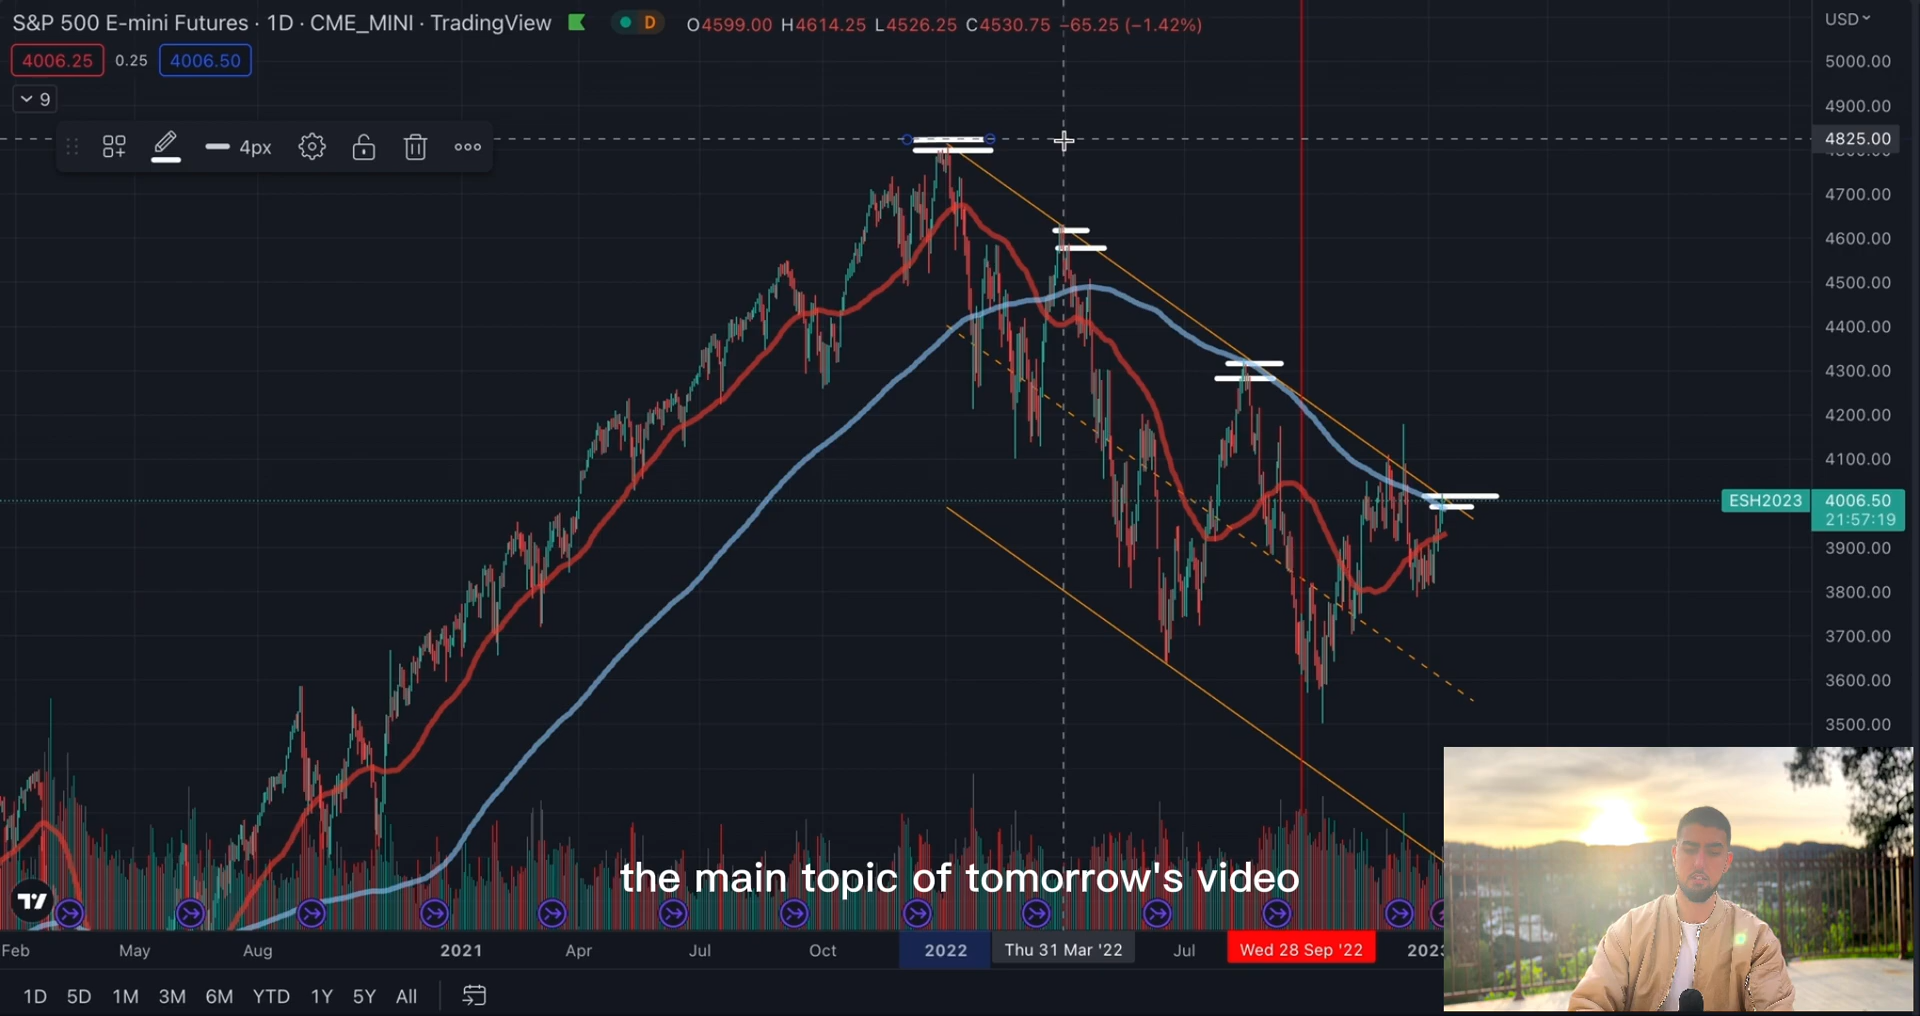 S&P 500 E-mini Futures · 1D · CME_MINI · TradingView D O4599.00 H4614.25 L4526.25 C4530.75 −65.25 (−1.42%)
USD
4006.25 0.25 4006.50
5000.00
9
4900.00
4px
4825.00
4700.00
4600.00
4500.00
4400.00
4300.00
4200.00
4100.00
ESH2023 4006.50
21:57:19
3900.00
3800.00
3700.00
3600.00
3500.00
the main topic of tomorrow's video
Feb May Aug 2021 Apr Jul Oct 2022 Thu 31 Mar '22 Jul Wed 28 Sep '22 2023
1D 5D 1M 3M 6M YTD 1Y 5Y All